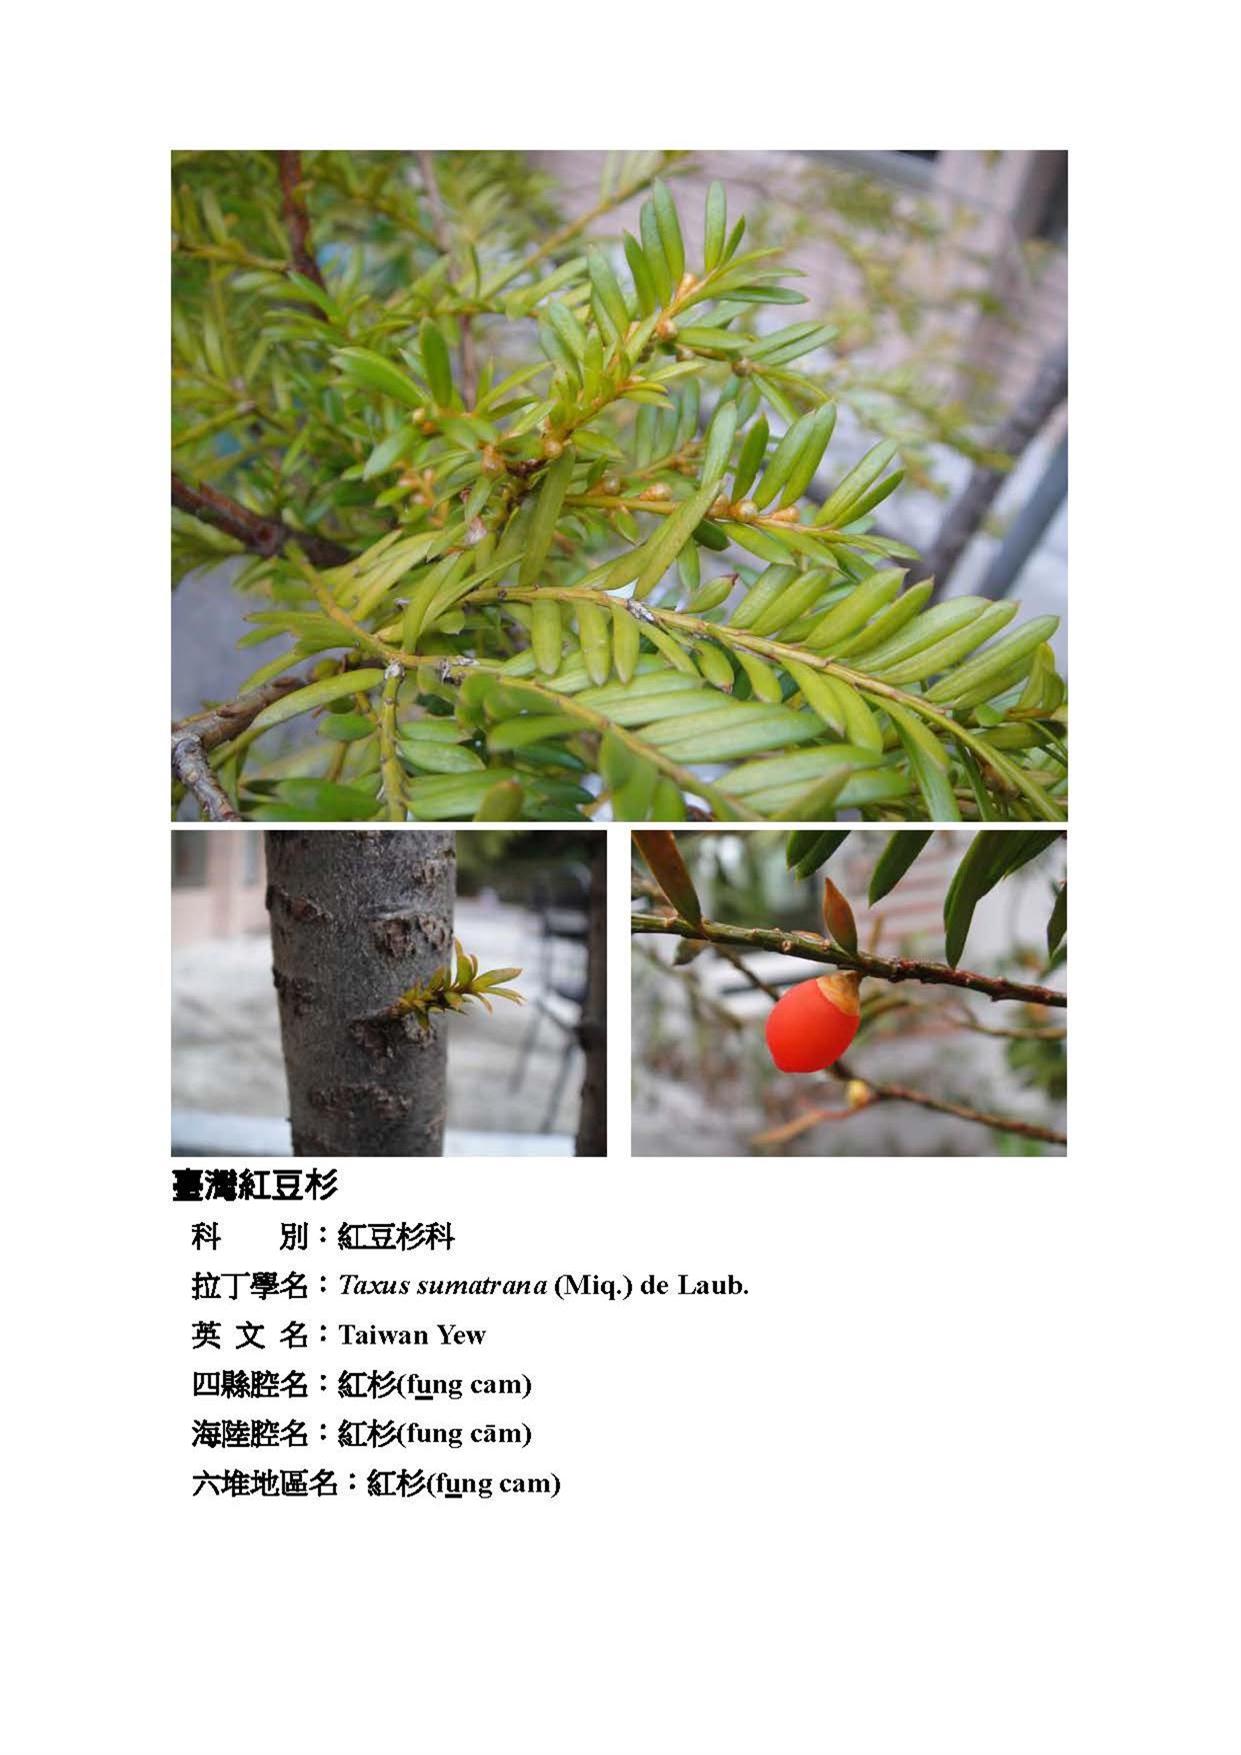 臺灣紅豆杉
科　　別：紅豆杉科
拉丁學名：Taxus sumatrana (Miq.) de Laub.
英 文 名：Taiwan Yew
四縣腔名：紅杉(fu̲ng cam)
海陸腔名：紅杉(fung cām)
六堆地區名：紅杉(fu̲ng cam)